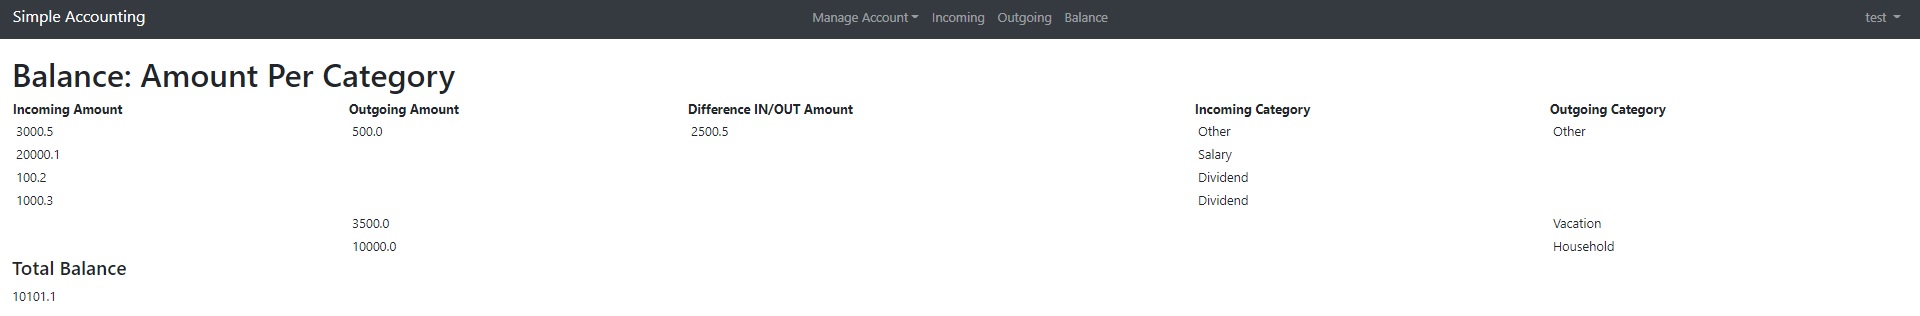 Simple Accounting Manage Account Incoming Outgoing Balance test
Balance: Amount Per Category
Incoming Amount Outgoing Amount Difference IN/OUT Amount Incoming Category Outgoing Category
3000.5 500.0 2500.5 Other Other
20000.1 Salary
100.2 Dividend
1000.3 Dividend
3500.0 Vacation
10000.0 Household
Total Balance
10101.1